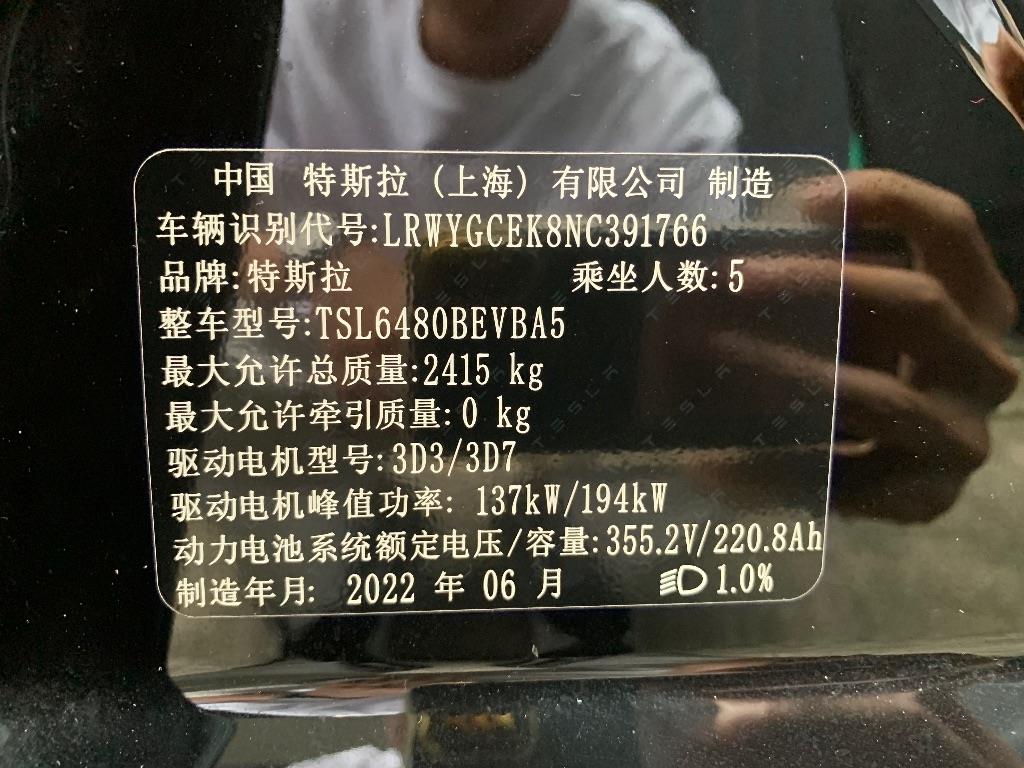 中国 特斯拉 (上海) 有限公司 制造
车辆识别代号:LRWYGCEK8NC391766
品牌:特斯拉 乘坐人数:5
整车型号:TSL6480BEVBA5
最大允许总质量:2415 kg
最大允许牵引质量:0 kg
驱动电机型号:3D3/3D7
驱动电机峰值功率: 137kW/194kW
动力电池系统额定电压/容量:355.2V/220.8Ah
制造年月: 2022 年 06 月 1.0%